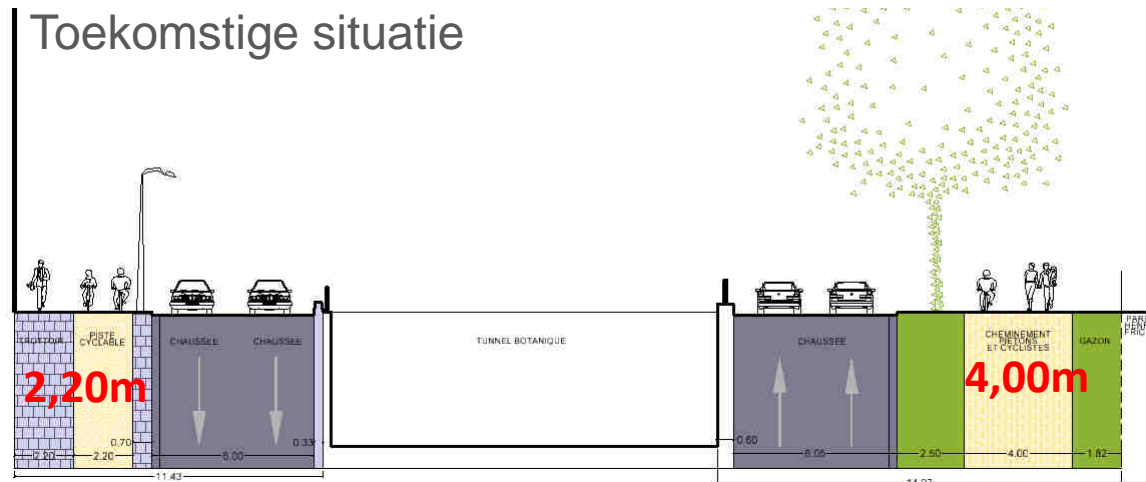 Toekomstige situatie
TROTTOIR
PISTE
CYCLABLE
CHAUSSEE
CHAUSSEE
TUNNEL BOTANIQUE
CHAUSSEE
CHEMINEMENT
PIETONS
ET CYCLISTES
GAZON
2,20m
4,00m
0.70
0.33
0.60
2.20
2.20
6.00
6.05
2.50
4.00
1.82
11.43